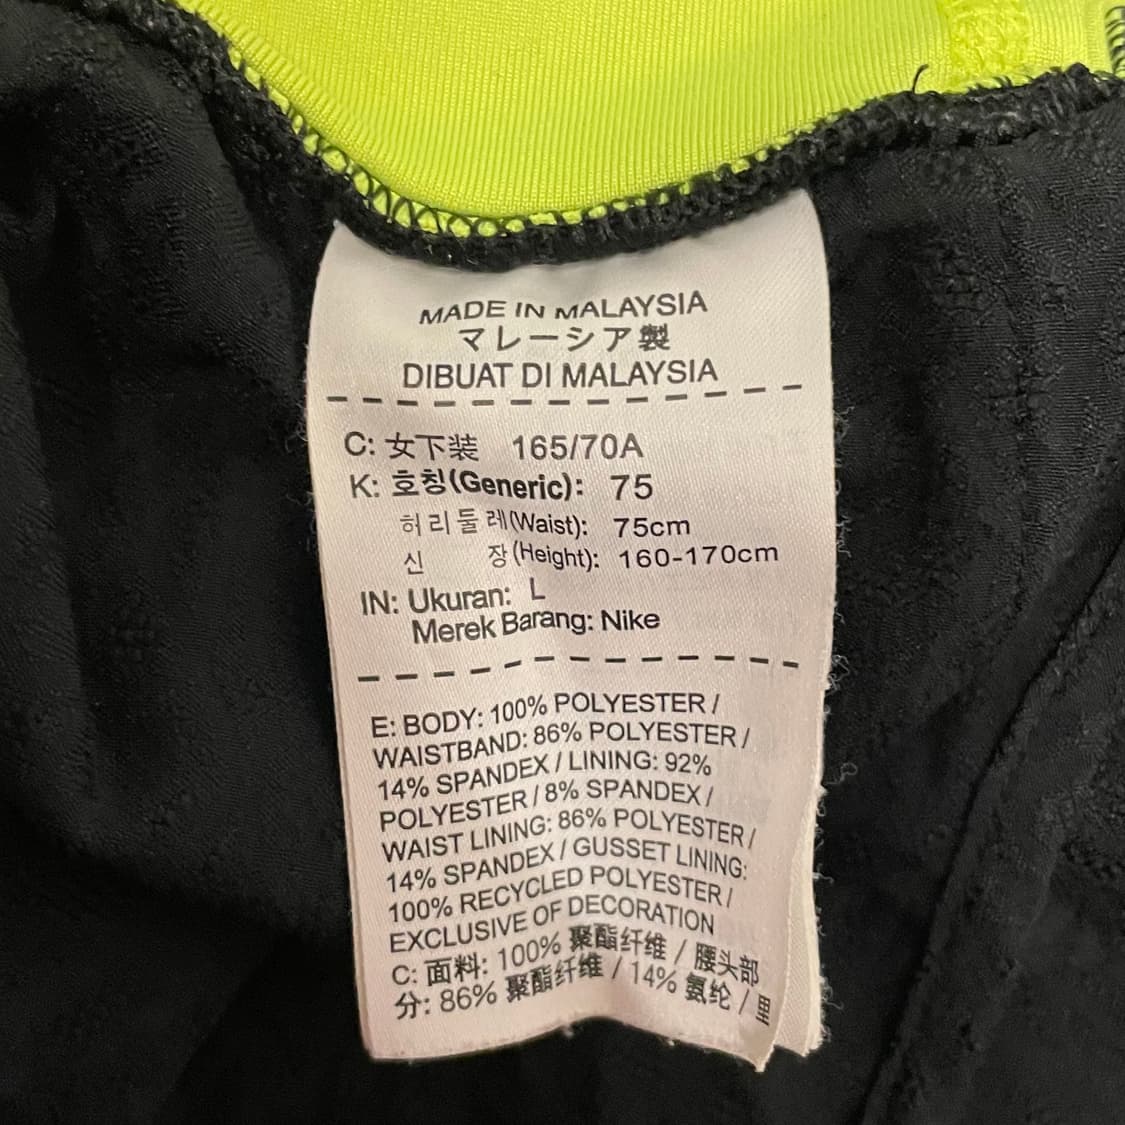 MADE IN MALAYSIA
マレーシア製
DIBUAT DI MALAYSIA
C: 女下装 165/70A
K: 호칭(Generic): 75
허리둘레(Waist): 75cm
신 장(Height): 160-170cm
IN: Ukuran: L
Merek Barang: Nike
E: BODY: 100% POLYESTER /
WAISTBAND: 86% POLYESTER /
14% SPANDEX / LINING: 92%
POLYESTER / 8% SPANDEX /
WAIST LINING: 86% POLYESTER /
14% SPANDEX / GUSSET LINING:
100% RECYCLED POLYESTER /
EXCLUSIVE OF DECORATION
C: 面料: 100% 聚酯纤维 / 腰头部
分: 86% 聚酯纤维 / 14% 氨纶 / 里